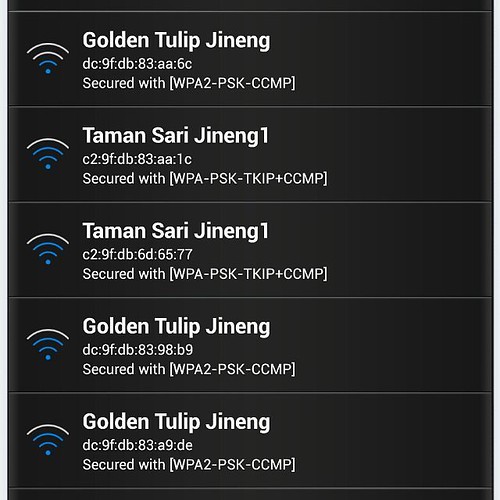 Golden Tulip Jineng
dc:9f:db:83:aa:6c
Secured with [WPA2-PSK-CCMP]
Taman Sari Jineng1
c2:9f:db:83:aa:1c
Secured with [WPA-PSK-TKIP+CCMP]
Taman Sari Jineng1
c2:9f:db:6d:65:77
Secured with [WPA-PSK-TKIP+CCMP]
Golden Tulip Jineng
dc:9f:db:83:98:b9
Secured with [WPA2-PSK-CCMP]
Golden Tulip Jineng
dc:9f:db:83:a9:de
Secured with [WPA2-PSK-CCMP]